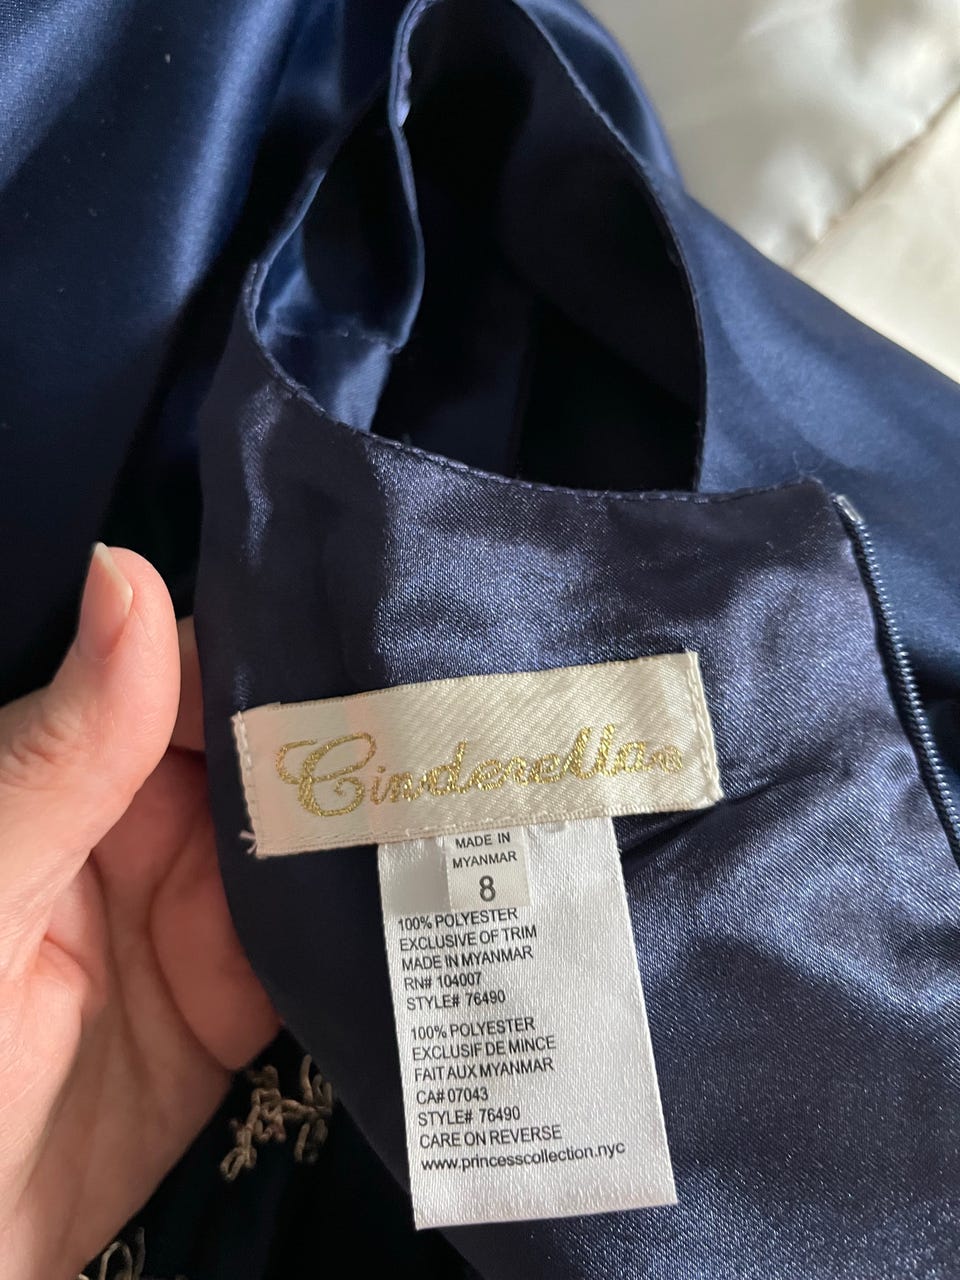 Cinderella
MADE IN
MYANMAR
8
100% POLYESTER
EXCLUSIVE OF TRIM
MADE IN MYANMAR
RN# 104007
STYLE# 76490
100% POLYESTER
EXCLUSIF DE MINCE
FAIT AUX MYANMAR
CA# 07043
STYLE# 76490
CARE ON REVERSE
www.princesscollection.nyc